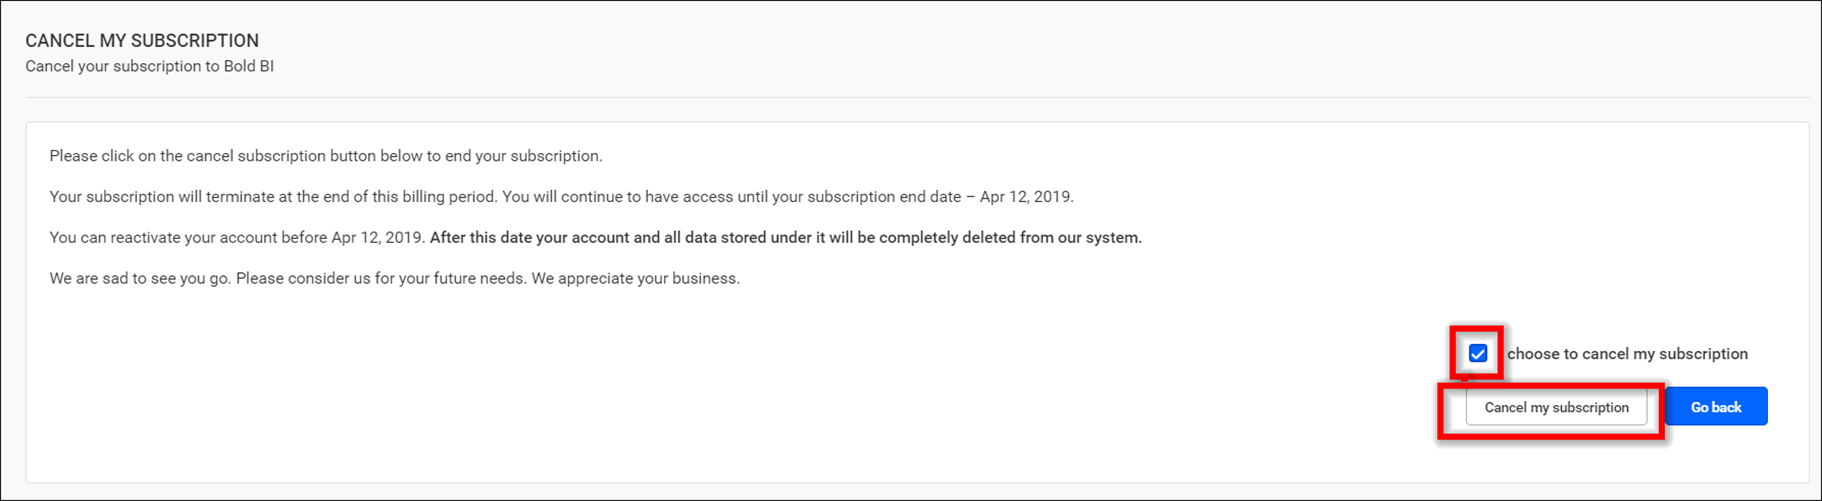 CANCEL MY SUBSCRIPTION
Cancel your subscription to Bold BI
Please click on the cancel subscription button below to end your subscription.
Your subscription will terminate at the end of this billing period. You will continue to have access until your subscription end date – Apr 12, 2019.
You can reactivate your account before Apr 12, 2019. After this date your account and all data stored under it will be completely deleted from our system.
We are sad to see you go. Please consider us for your future needs. We appreciate your business.
choose to cancel my subscription
Cancel my subscription Go back